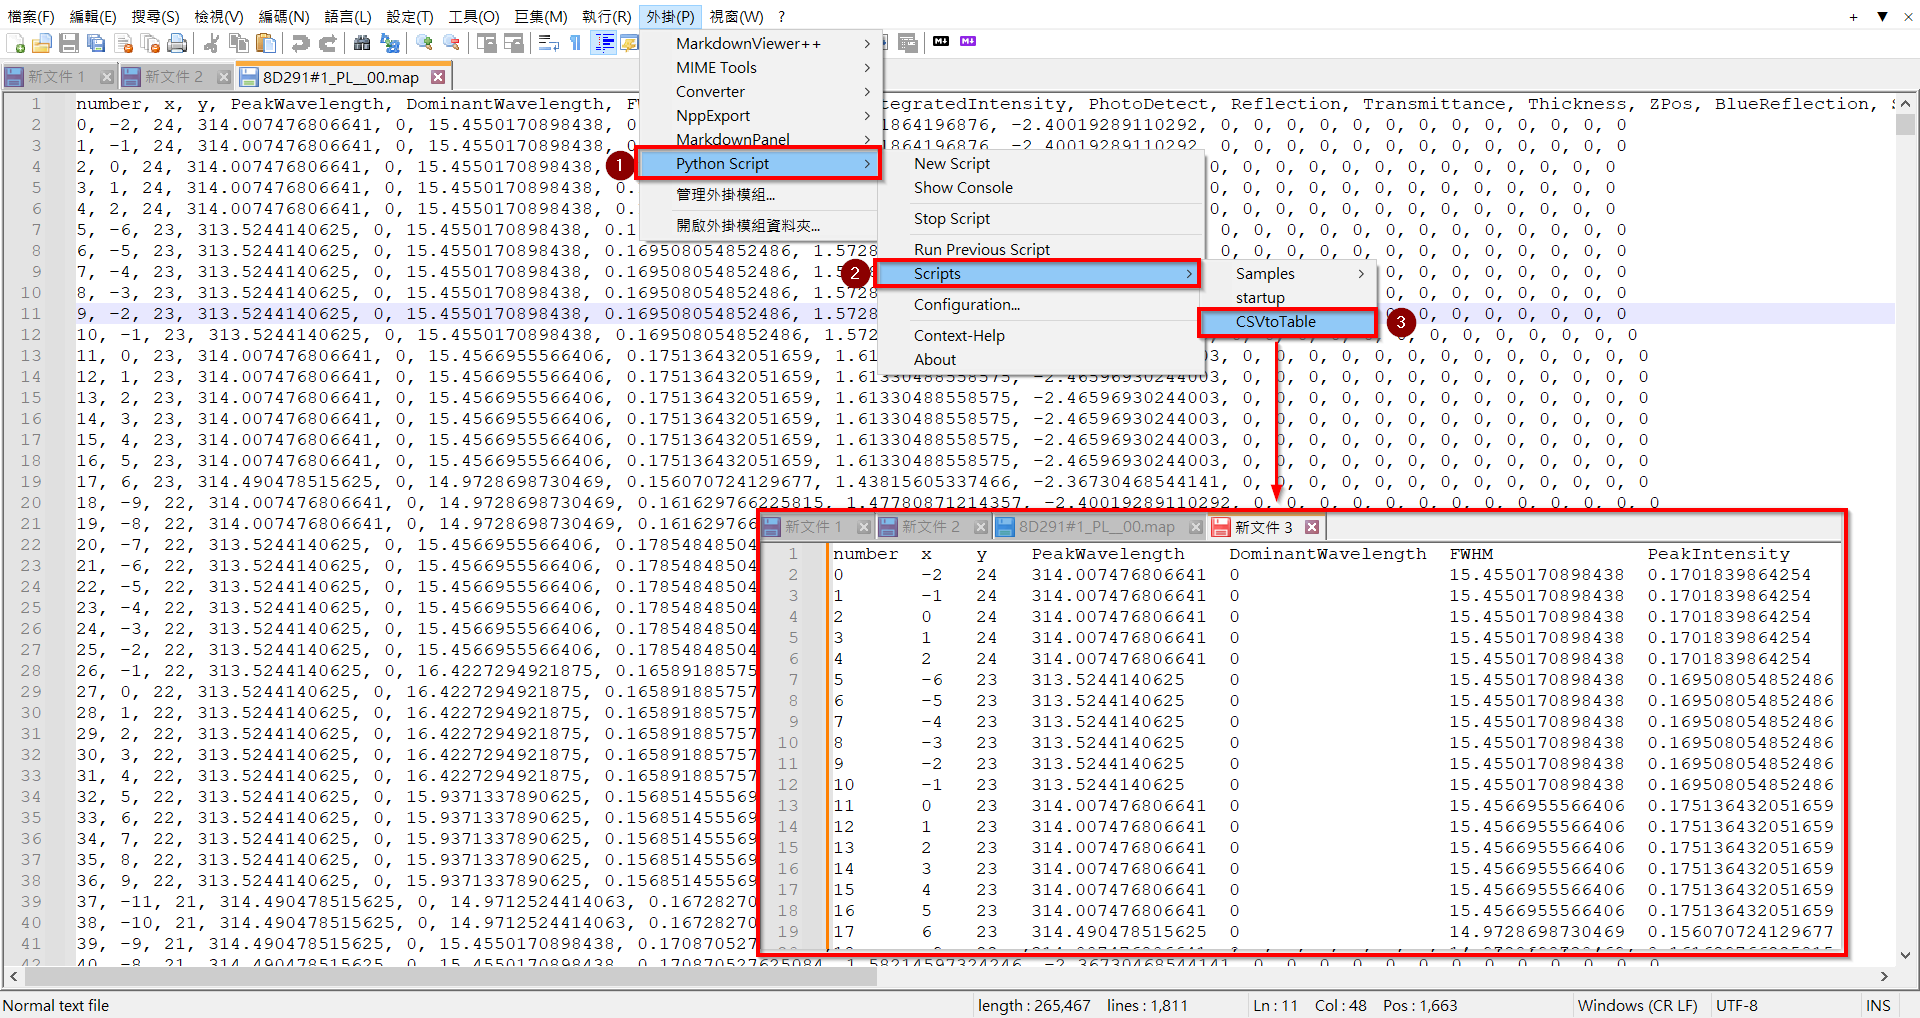 檔案(F) 編輯(E) 搜尋(S) 檢視(V) 編碼(N) 語言(L) 設定(T) 工具(O) 巨集(M) 執行(R) 外掛(P) 視窗(W) ?
新文件 1 新文件 2 8D291#1_PL__00.map
MarkdownViewer++
MIME Tools
Converter
NppExport
MarkdownPanel
1 Python Script
管理外掛模組...
開啟外掛模組資料夾...
New Script
Show Console
Stop Script
Run Previous Script
2 Scripts
Configuration...
Context-Help
About
Samples
startup
CSVtoTable 3
1 number, x, y, PeakWavelength, DominantWavelength, tegratedIntensity, PhotoDetect, Reflection, Transmittance, Thickness, ZPos, BlueReflection,
2 0, -2, 24, 314.007476806641, 0, 15.4550170898438, 0 1864196876, -2.40019289110292, 0, 0, 0, 0, 0, 0, 0, 0, 0
3 1, -1, 24, 314.007476806641, 0, 15.4550170898438,
4 2, 0, 24, 314.007476806641, 0, 15.4550170898438,
5 3, 1, 24, 314.007476806641, 0, 15.4550170898438,
6 4, 2, 24, 314.007476806641, 0, 15.4550170898438,
7 5, -6, 23, 313.5244140625, 0, 15.4550170898438, 0.1
8 6, -5, 23, 313.5244140625, 0, 15.4550170898438, 0.169508054852486, 1.5728
9 7, -4, 23, 313.5244140625, 0, 15.4550170898438, 0.169508054852486,
10 8, -3, 23, 313.5244140625, 0, 15.4550170898438, 0.169508054852486, 1.5728
11 9, -2, 23, 313.5244140625, 0, 15.4550170898438, 0.169508054852486, 1.5728
12 10, -1, 23, 313.5244140625, 0, 15.4550170898438, 0.169508054852486, 1.572
13 11, 0, 23, 314.007476806641, 0, 15.4566955566406, 0.175136432051659, 1.61
14 12, 1, 23, 314.007476806641, 0, 15.4566955566406, 0.175136432051659, 1.61330488558575, -2.46596930244003, 0, 0, 0, 0, 0, 0, 0, 0, 0
15 13, 2, 23, 314.007476806641, 0, 15.4566955566406, 0.175136432051659, 1.61330488558575, -2.46596930244003, 0, 0, 0, 0, 0, 0, 0, 0, 0
16 14, 3, 23, 314.007476806641, 0, 15.4566955566406, 0.175136432051659, 1.61330488558575, -2.46596930244003, 0, 0, 0, 0, 0, 0, 0, 0, 0
17 15, 4, 23, 314.007476806641, 0, 15.4566955566406, 0.175136432051659, 1.61330488558575, -2.46596930244003, 0, 0, 0, 0, 0, 0, 0, 0, 0
18 16, 5, 23, 314.007476806641, 0, 15.4566955566406, 0.175136432051659, 1.61330488558575, -2.46596930244003, 0, 0, 0, 0, 0, 0, 0, 0, 0
19 17, 6, 23, 314.490478515625, 0, 14.9728698730469, 0.156070724129677, 1.43815605337466, -2.36730468544141, 0, 0, 0, 0, 0, 0, 0, 0, 0
20 18, -9, 22, 314.007476806641, 0, 14.9728698730469, 0.161629766225815, 1.47780871214357, -2.40019289110292, 0, 0, 0, 0, 0, 0, 0, 0, 0
21 19, -8, 22, 314.007476806641, 0, 14.9728698730469, 0.16162976
22 20, -7, 22, 313.5244140625, 0, 15.4566955566406, 0.17854848504
23 21, -6, 22, 313.5244140625, 0, 15.4566955566406, 0.17854848504
24 22, -5, 22, 313.5244140625, 0, 15.4566955566406, 0.17854848504
25 23, -4, 22, 313.5244140625, 0, 15.4566955566406, 0.17854848504
26 24, -3, 22, 313.5244140625, 0, 15.4566955566406, 0.17854848504
27 25, -2, 22, 313.5244140625, 0, 15.4566955566406, 0.17854848504
28 26, -1, 22, 313.5244140625, 0, 16.4227294921875, 0.16589188575
29 27, 0, 22, 313.5244140625, 0, 16.4227294921875, 0.165891885757
30 28, 1, 22, 313.5244140625, 0, 16.4227294921875, 0.165891885757
31 29, 2, 22, 313.5244140625, 0, 16.4227294921875, 0.165891885757
32 30, 3, 22, 313.5244140625, 0, 16.4227294921875, 0.165891885757
33 31, 4, 22, 313.5244140625, 0, 16.4227294921875, 0.165891885757
34 32, 5, 22, 313.5244140625, 0, 15.9371337890625, 0.156851455569
35 33, 6, 22, 313.5244140625, 0, 15.9371337890625, 0.156851455569
36 34, 7, 22, 313.5244140625, 0, 15.9371337890625, 0.156851455569
37 35, 8, 22, 313.5244140625, 0, 15.9371337890625, 0.156851455569
38 36, 9, 22, 313.5244140625, 0, 15.9371337890625, 0.156851455569
39 37, -11, 21, 314.490478515625, 0, 14.9712524414063, 0.16728270
40 38, -10, 21, 314.490478515625, 0, 14.9712524414063, 0.16728270
41 39, -9, 21, 314.490478515625, 0, 15.4550170898438, 0.170870527
新文件 1 新文件 2 8D291#1_PL__00.map 新文件 3
1 number x y PeakWavelength DominantWavelength FWHM PeakIntensity
2 0 -2 24 314.007476806641 0 15.4550170898438 0.1701839864254
3 1 -1 24 314.007476806641 0 15.4550170898438 0.1701839864254
4 2 0 24 314.007476806641 0 15.4550170898438 0.1701839864254
5 3 1 24 314.007476806641 0 15.4550170898438 0.1701839864254
6 4 2 24 314.007476806641 0 15.4550170898438 0.1701839864254
7 5 -6 23 313.5244140625 0 15.4550170898438 0.169508054852486
8 6 -5 23 313.5244140625 0 15.4550170898438 0.169508054852486
9 7 -4 23 313.5244140625 0 15.4550170898438 0.169508054852486
10 8 -3 23 313.5244140625 0 15.4550170898438 0.169508054852486
11 9 -2 23 313.5244140625 0 15.4550170898438 0.169508054852486
12 10 -1 23 313.5244140625 0 15.4550170898438 0.169508054852486
13 11 0 23 314.007476806641 0 15.4566955566406 0.175136432051659
14 12 1 23 314.007476806641 0 15.4566955566406 0.175136432051659
15 13 2 23 314.007476806641 0 15.4566955566406 0.175136432051659
16 14 3 23 314.007476806641 0 15.4566955566406 0.175136432051659
17 15 4 23 314.007476806641 0 15.4566955566406 0.175136432051659
18 16 5 23 314.007476806641 0 15.4566955566406 0.175136432051659
19 17 6 23 314.490478515625 0 14.9728698730469 0.156070724129677
Normal text file length : 265,467 lines : 1,811 Ln : 11 Col : 48 Pos : 1,663 Windows (CR LF) UTF-8 INS